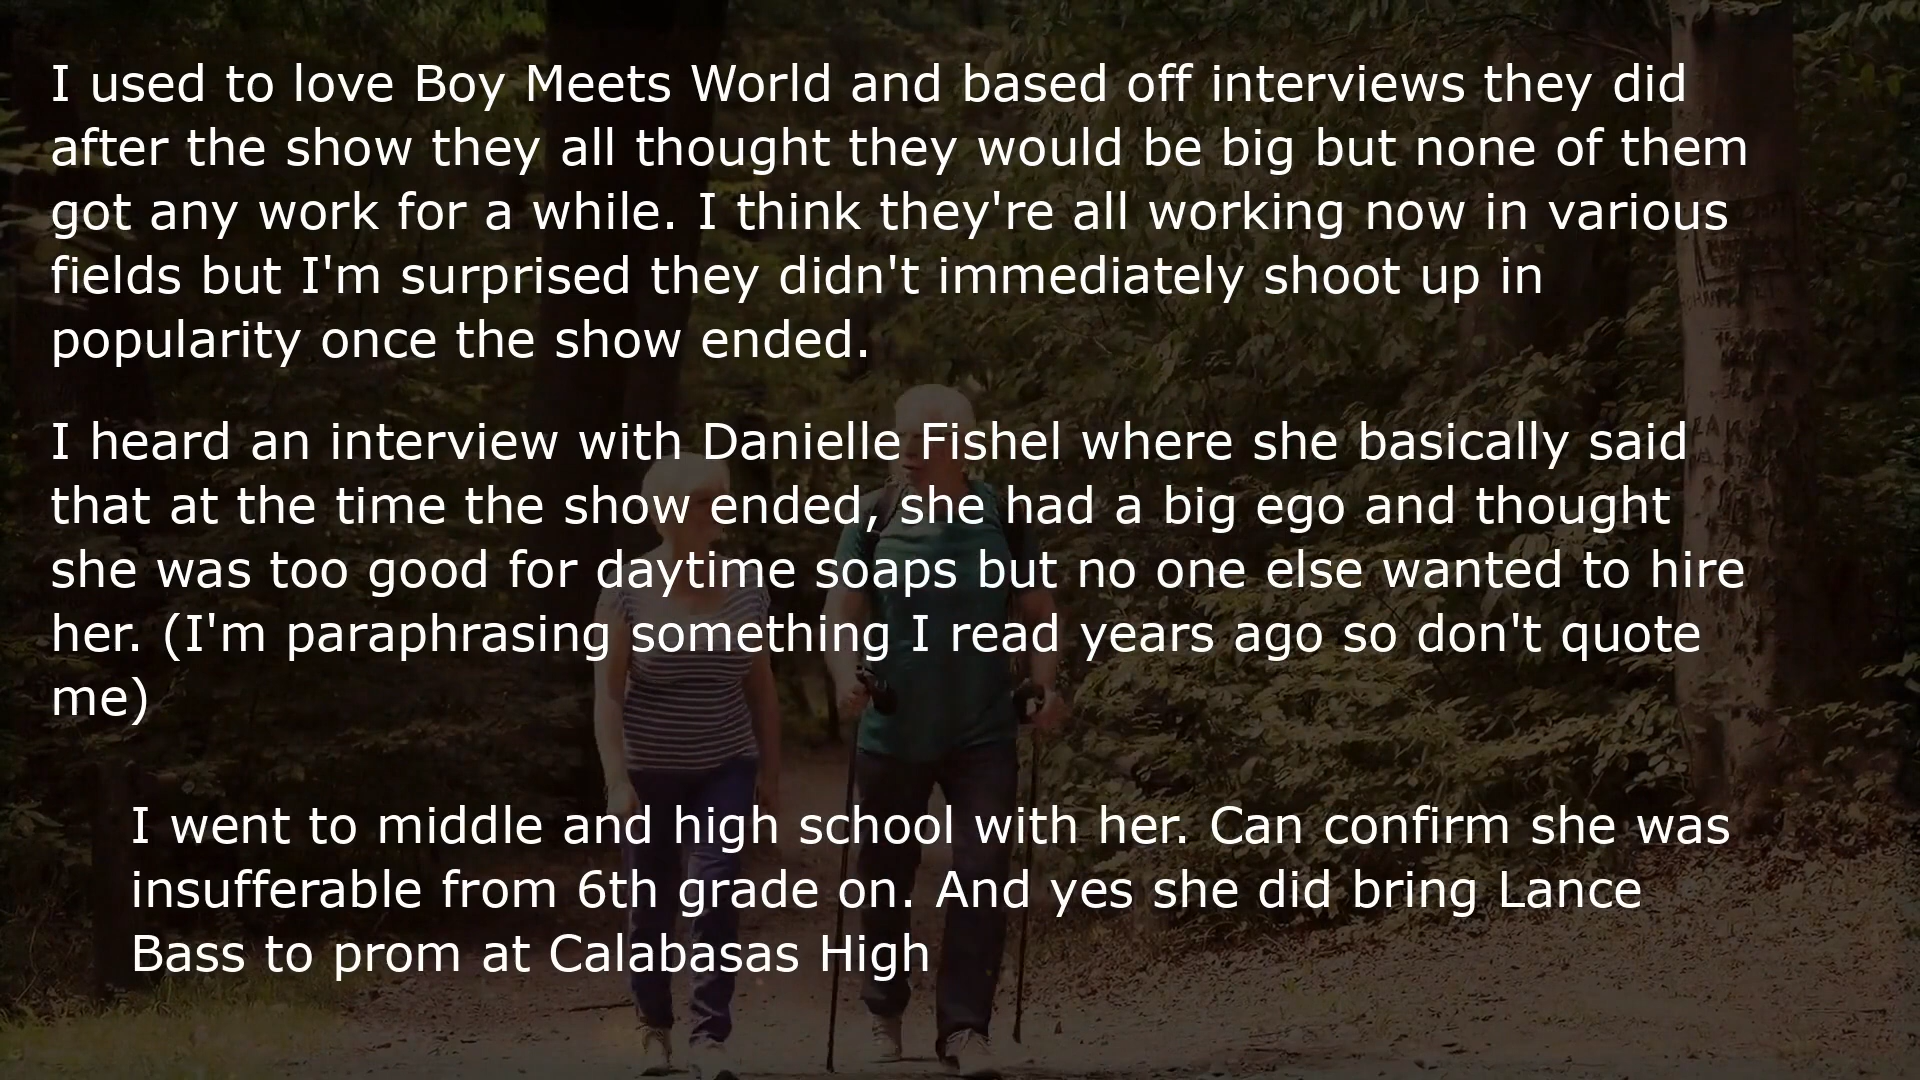 I used to love Boy Meets World and based off interviews they did
after the show they all thought they would be big but none of them
got any work for a while. I think they're all working now in various
fields but I'm surprised they didn't immediately shoot up in
popularity once the show ended.
I heard an interview with Danielle Fishel where she basically said
that at the time the show ended, she had a big ego and thought
she was too good for daytime soaps but no one else wanted to hire
her. (I'm paraphrasing something I read years ago so don't quote
me)
I went to middle and high school with her. Can confirm she was
insufferable from 6th grade on. And yes she did bring Lance
Bass to prom at Calabasas High